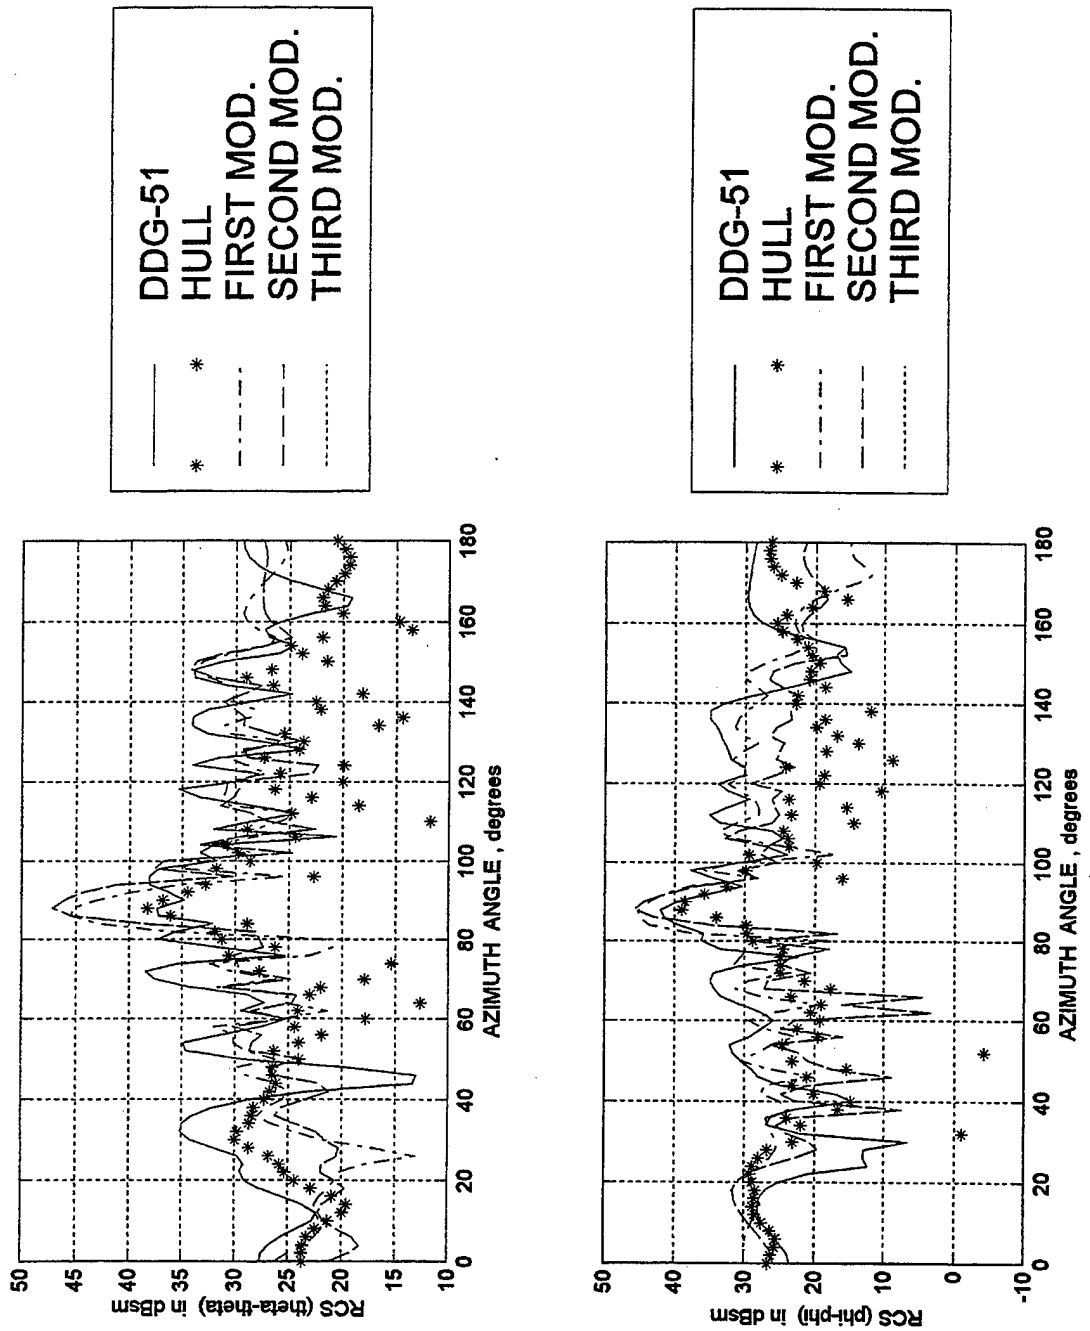 50
45
40
35
30
25
20
15
10
RCS (theta-theta) in dBsm
0
20
40
60
80
100
120
140
160
180
AZIMUTH ANGLE , degrees
DDG-51
* * HULL
FIRST MOD.
SECOND MOD.
THIRD MOD.
50
40
30
20
10
0
-10
RCS (phi-phi) in dBsm
0
20
40
60
80
100
120
140
160
180
AZIMUTH ANGLE , degrees
DDG-51
* * HULL
FIRST MOD.
SECOND MOD.
THIRD MOD.